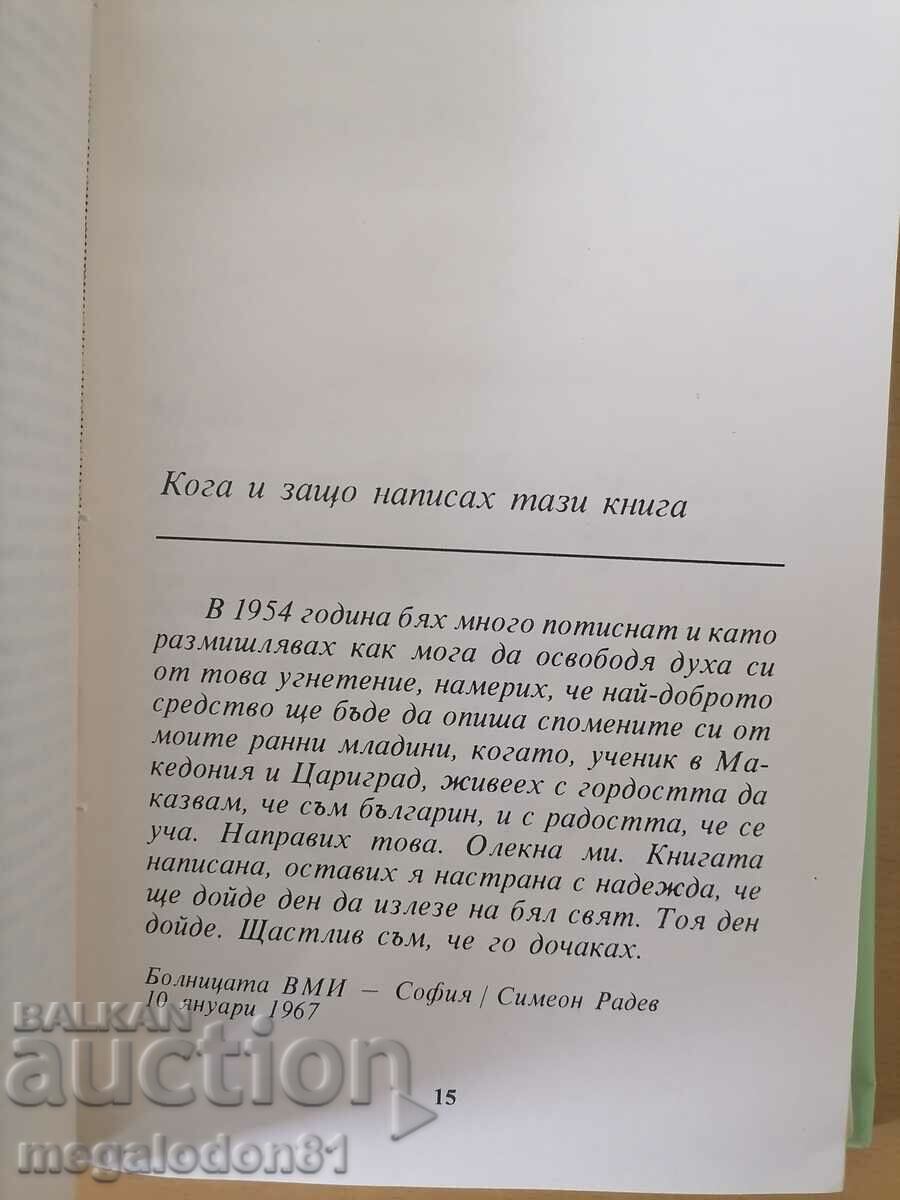 Кога и защо написах тази книга
В 1954 година бях много потиснат и като
размишлявах как мога да освободя духа си
от това угнетение, намерих, че най-доброто
средство ще бъде да опиша спомените си от
моите ранни младини, когато, ученик в Ма-
кедония и Цариград, живеех с гордостта да
казвам, че съм българин, и с радостта, че се
уча. Направих това. Олекна ми. Книгата
написана, оставих я настрана с надежда, че
ще дойде ден да излезе на бял свят. Тоя ден
дойде. Щастлив съм, че го дочаках.
Болницата ВМИ — София / Симеон Радев
10 януари 1967
BALKAN
auction
15
megalodon81